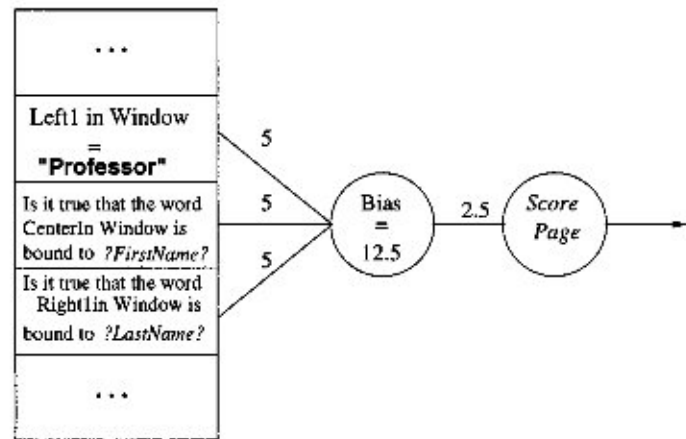 ...
Left1 in Window
=
"Professor"
Is it true that the word
CenterIn Window is
bound to ?FirstName?
Is it true that the word
Right1in Window is
bound to ?LastName?
...
5
5
5
Bias
=
12.5
2.5
Score
Page